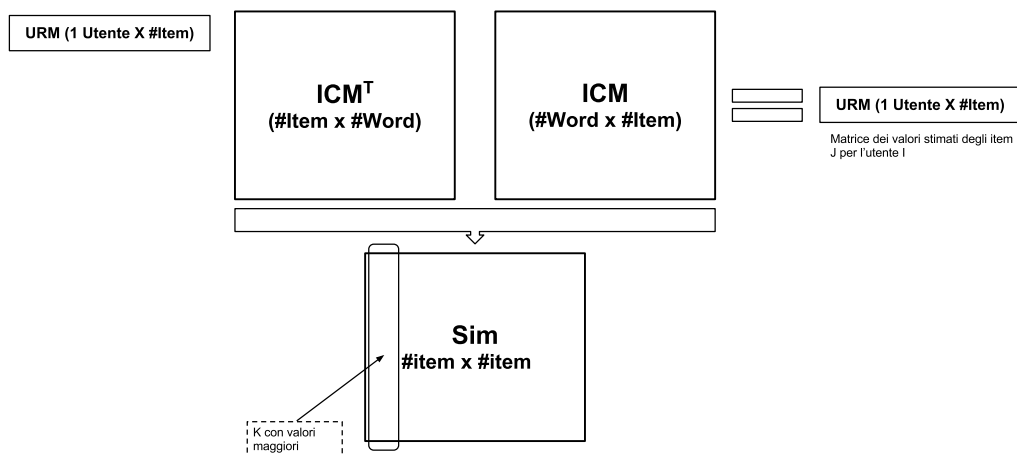 URM (1 Utente X #Item)
ICMᵀ
(#Item x #Word)
ICM
(#Word x #Item)
URM (1 Utente X #Item)
Matrice dei valori stimati degli item
J per l'utente I
Sim
#item x #item
K con valori
maggiori